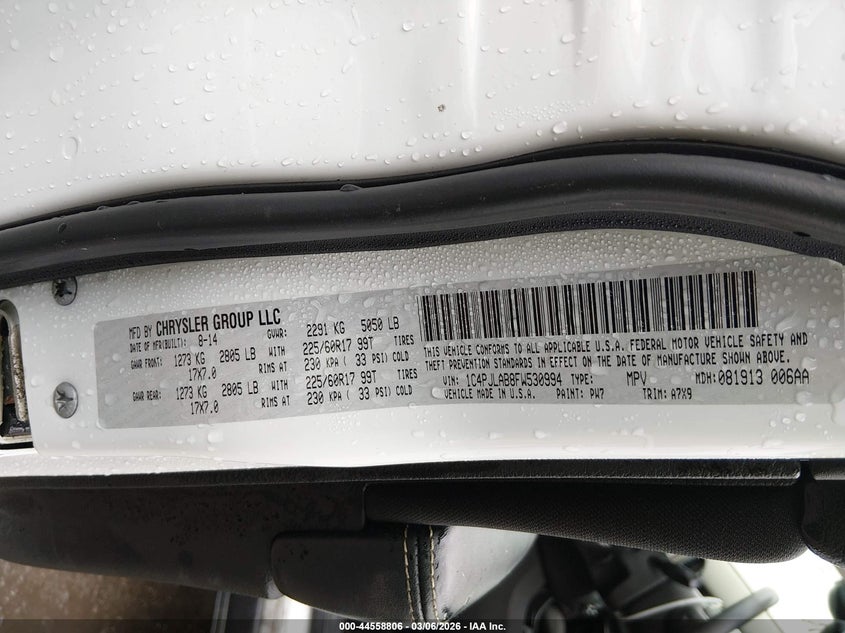 MFD BY CHRYSLER GROUP LLC
DATE OF MFR(BUILT): 8-14 GVWR: 2291 KG 5050 LB
GAWR FRONT: 1273 KG 2805 LB WITH 225/60R17 99T TIRES
17X7.0 RIMS AT 230 KPA ( 33 PSI) COLD
GAWR REAR: 1273 KG 2805 LB WITH 225/60R17 99T TIRES
17X7.0 RIMS AT 230 KPA ( 33 PSI) COLD
THIS VEHICLE CONFORMS TO ALL APPLICABLE U.S.A. FEDERAL MOTOR VEHICLE SAFETY AND
THEFT PREVENTION STANDARDS IN EFFECT ON THE DATE OF MANUFACTURE SHOWN ABOVE.
VIN: 1C4PJLAB8FW530994 TYPE: MPV MDH: 081913 006AA
VEHICLE MADE IN U.S.A. PAINT: PW7 TRIM: A7X9
000-44558806 - 03/06/2026 - IAA Inc.